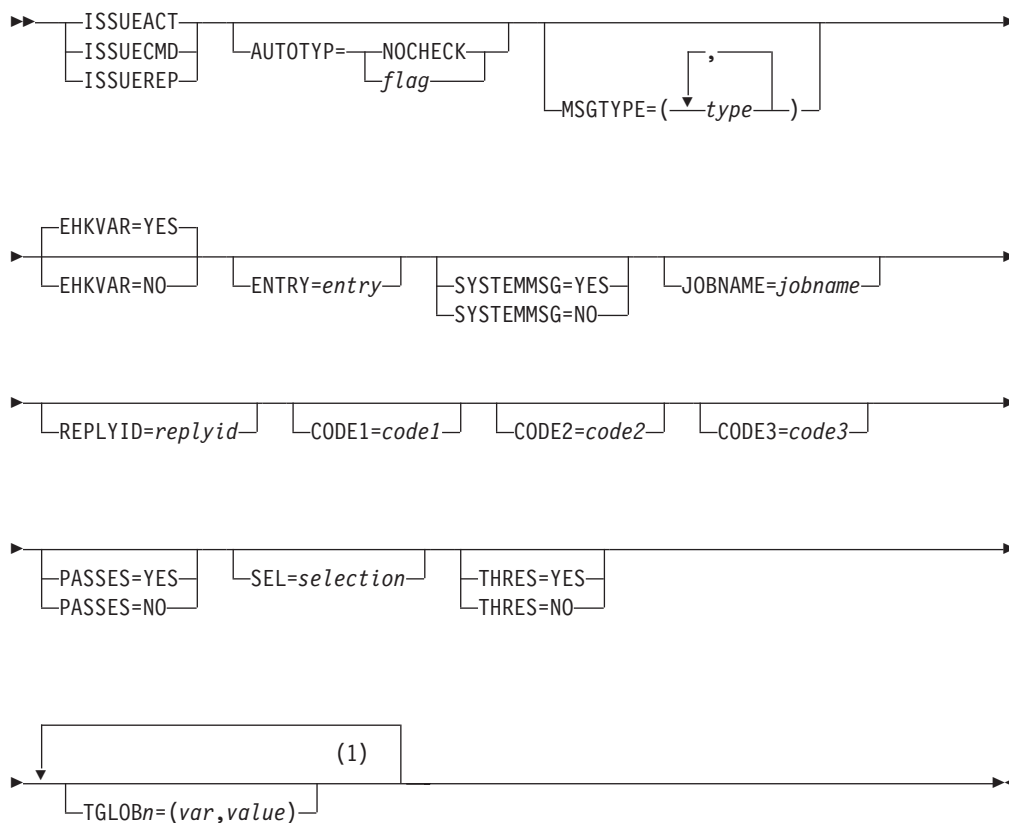 ISSUEACT
ISSUECMD
ISSUEREP
AUTOTYP=
NOCHECK
flag
MSGTYPE=(
,
type
)
EHKVAR=YES
EHKVAR=NO
ENTRY=entry
SYSTEMMSG=YES
SYSTEMMSG=NO
JOBNAME=jobname
REPLYID=replyid
CODE1=code1
CODE2=code2
CODE3=code3
PASSES=YES
PASSES=NO
SEL=selection
THRES=YES
THRES=NO
(1)
TGLOBn=(var,value)